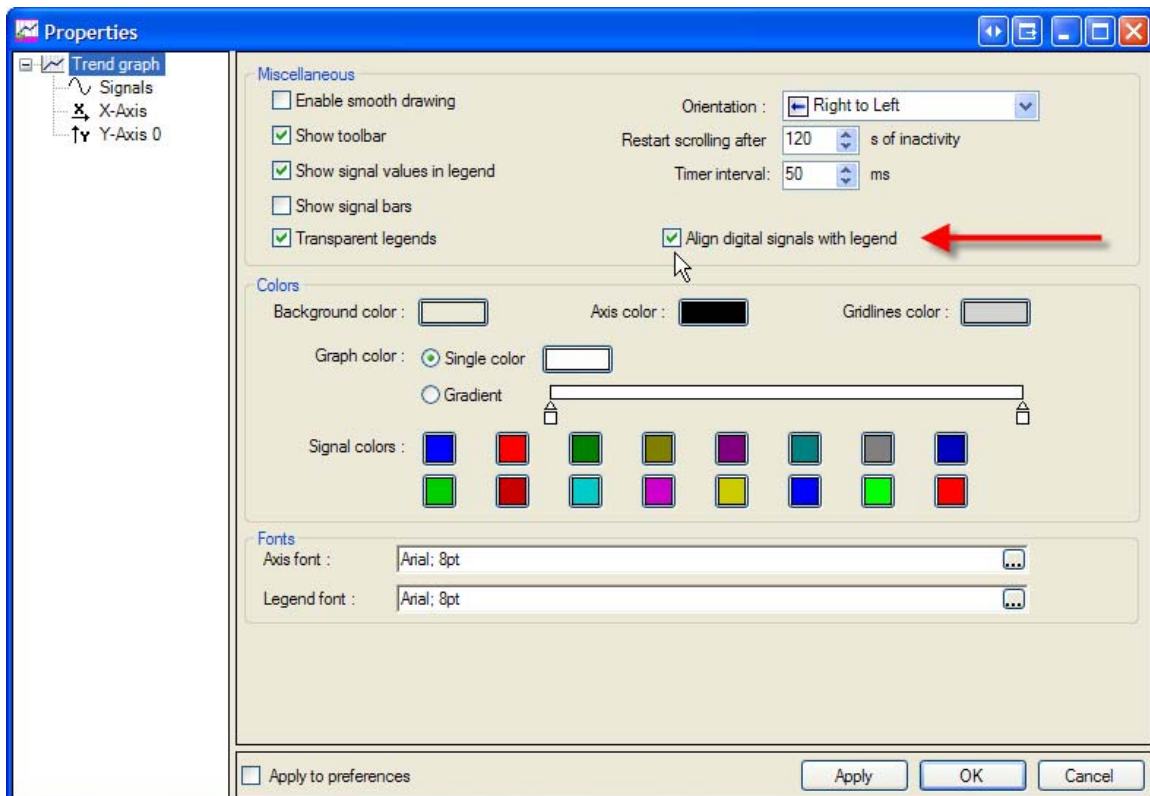 Properties
Trend graph
Signals
X-Axis
Y-Axis 0
Miscellaneous
Enable smooth drawing
Orientation : Right to Left
Show toolbar
Restart scrolling after 120 s of inactivity
Show signal values in legend
Timer interval: 50 ms
Show signal bars
Transparent legends
Align digital signals with legend
Colors
Background color :
Axis color :
Gridlines color :
Graph color : Single color
Gradient
Signal colors :
Fonts
Axis font : Arial; 8pt ...
Legend font : Arial; 8pt ...
Apply to preferences
Apply
OK
Cancel